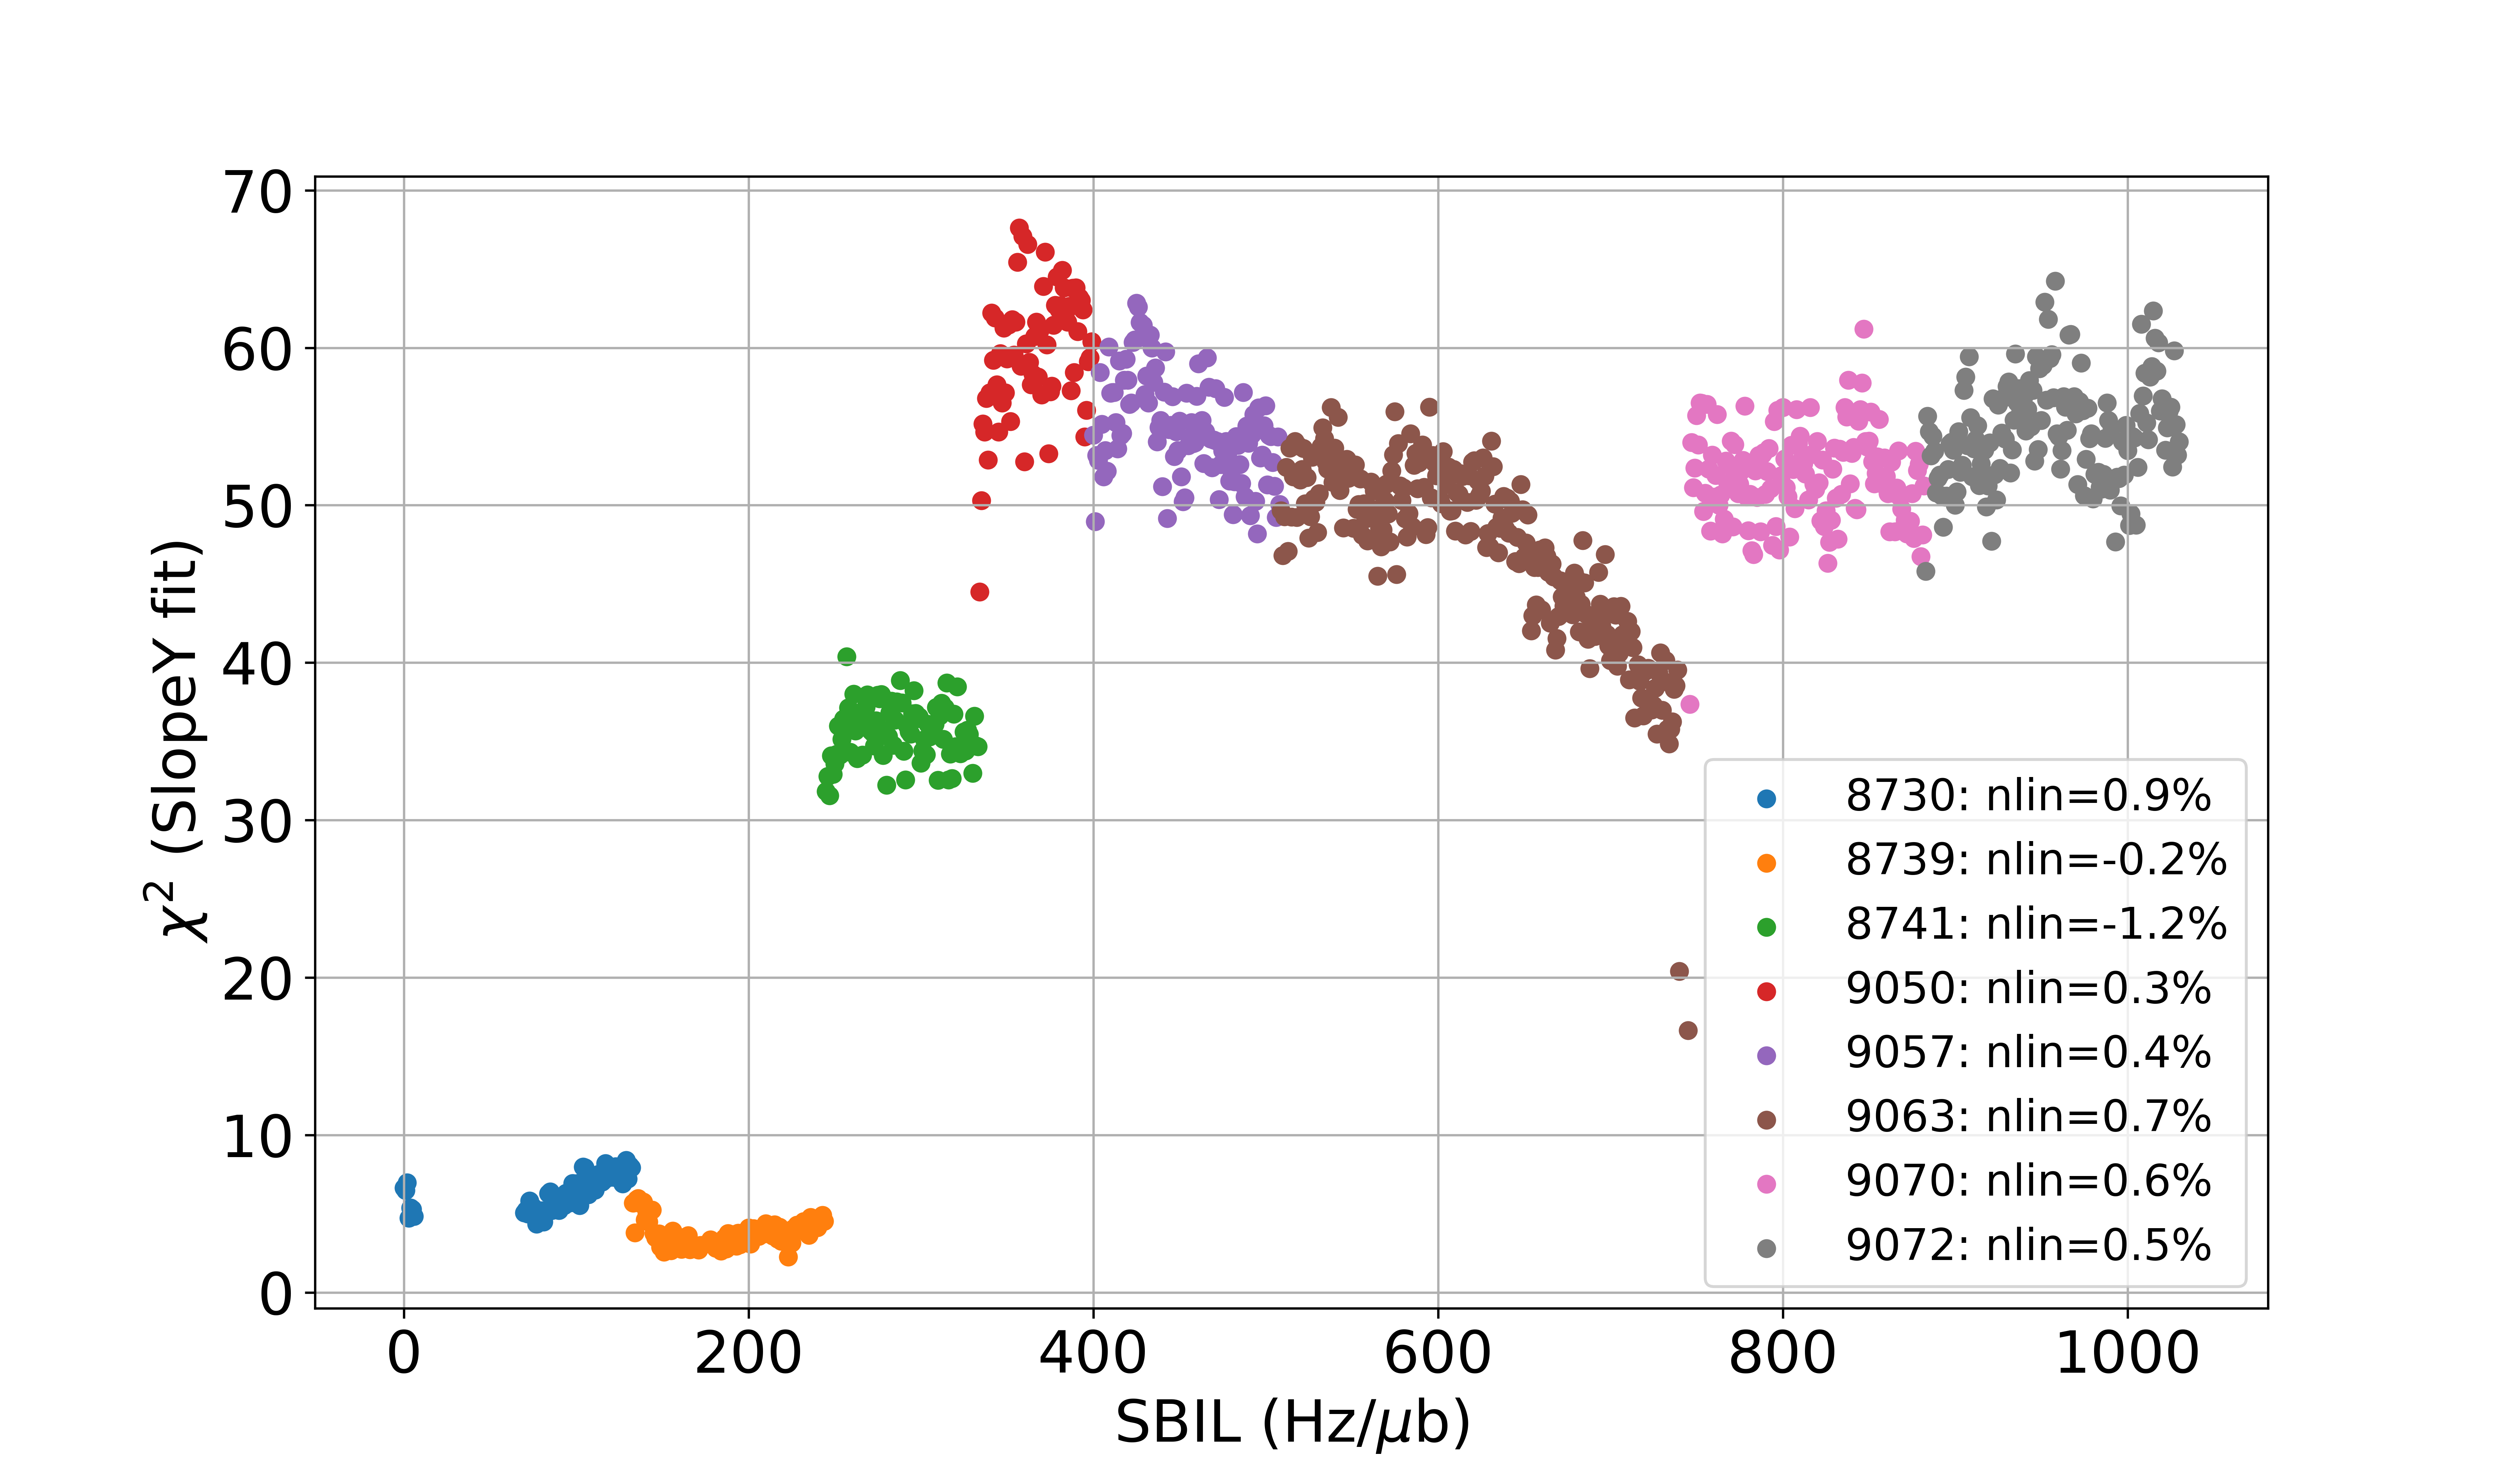 70
60
50
40
30
20
10
0
χ² (SlopeY fit)
0 200 400 600 800 1000
SBIL (Hz/μb)
8730: nlin=0.9%
8739: nlin=-0.2%
8741: nlin=-1.2%
9050: nlin=0.3%
9057: nlin=0.4%
9063: nlin=0.7%
9070: nlin=0.6%
9072: nlin=0.5%